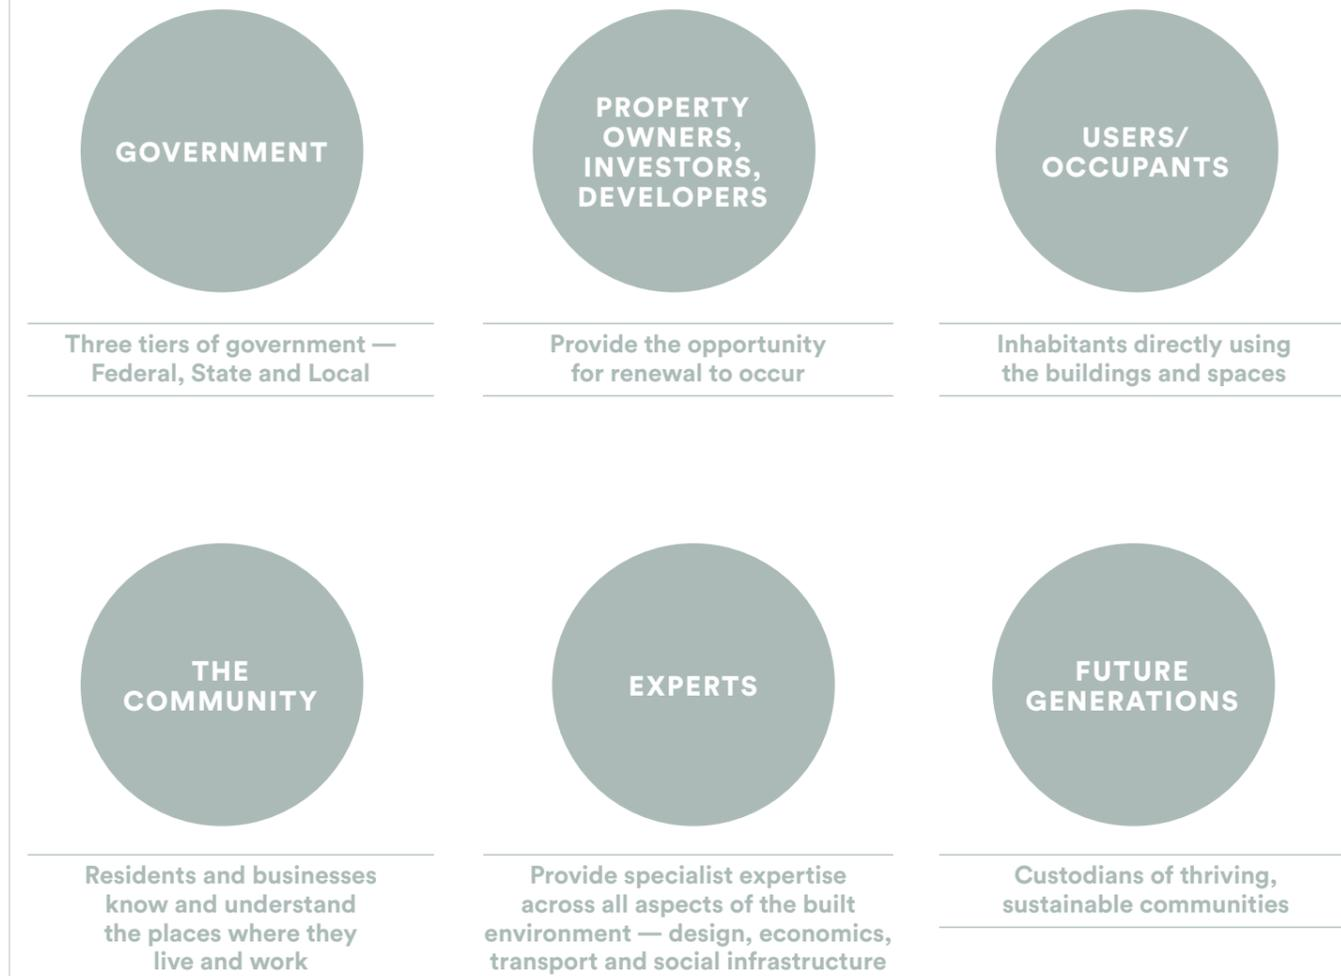 GOVERNMENT
Three tiers of government —
Federal, State and Local
PROPERTY
OWNERS,
INVESTORS,
DEVELOPERS
Provide the opportunity
for renewal to occur
USERS/
OCCUPANTS
Inhabitants directly using
the buildings and spaces
THE
COMMUNITY
Residents and businesses
know and understand
the places where they
live and work
EXPERTS
Provide specialist expertise
across all aspects of the built
environment — design, economics,
transport and social infrastructure
FUTURE
GENERATIONS
Custodians of thriving,
sustainable communities